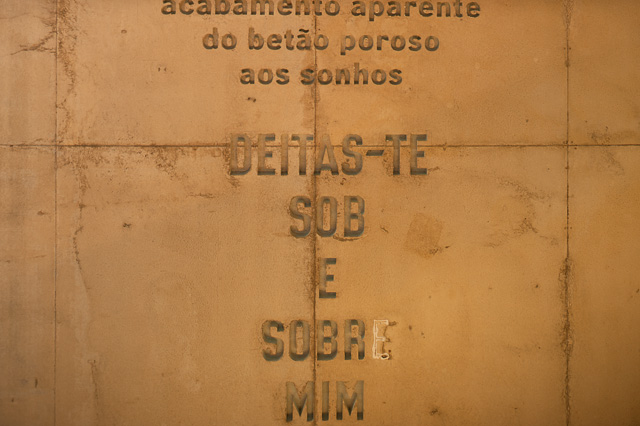 acabamento aparente
do betão poroso
aos sonhos
DEITAS-TE
SOB
E
SOBRE
MIM